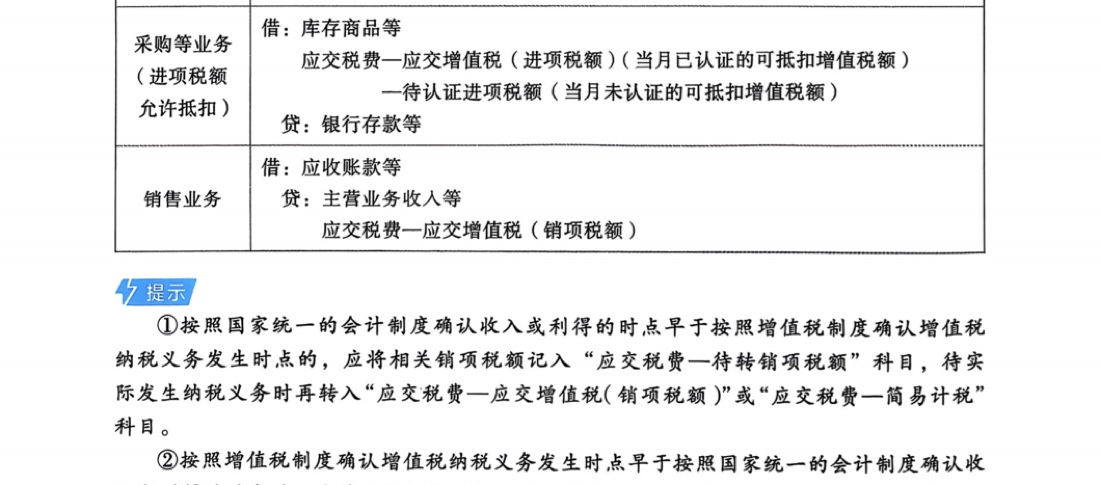 采购等业务
（进项税额
允许抵扣）
借：库存商品等
应交税费—应交增值税（进项税额）（当月已认证的可抵扣增值税额）
—待认证进项税额（当月未认证的可抵扣增值税额）
贷：银行存款等
销售业务
借：应收账款等
贷：主营业务收入等
应交税费—应交增值税（销项税额）
提示
①按照国家统一的会计制度确认收入或利得的时点早于按照增值税制度确认增值税
纳税义务发生时点的，应将相关销项税额记入“应交税费—待转销项税额”科目，待实
际发生纳税义务时再转入“应交税费—应交增值税（销项税额）”或“应交税费—简易计税”
科目。
②按照增值税制度确认增值税纳税义务发生时点早于按照国家统一的会计制度确认收